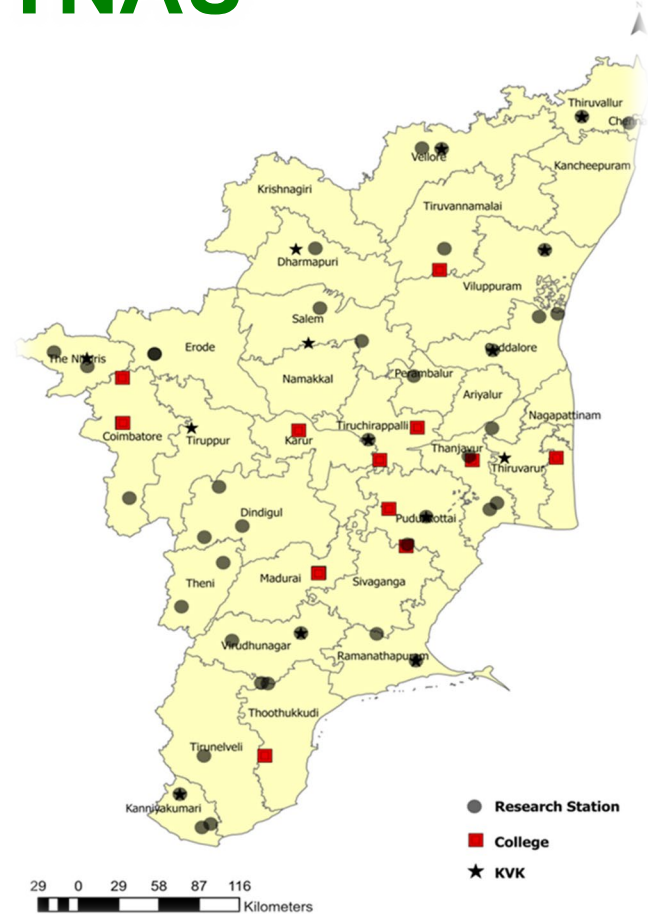 TNAU
N
Thiruvallur
Vellore
Kancheepuram
Krishnagiri
Tiruvannamalai
Dharmapuri
Viluppuram
Salem
Erode
Cuddalore
The Nilgiris
Namakkal
Perambalur
Ariyalur
Nagapattinam
Coimbatore
Tiruppur
Karur
Tiruchirappalli
Thanjavur
Thiruvarur
Dindigul
Pudukkottai
Theni
Madurai
Sivaganga
Virudhunagar
Ramanathapuram
Thoothukkudi
Tirunelveli
Kanniyakumari
Research Station
College
KVK
29 0 29 58 87 116
Kilometers